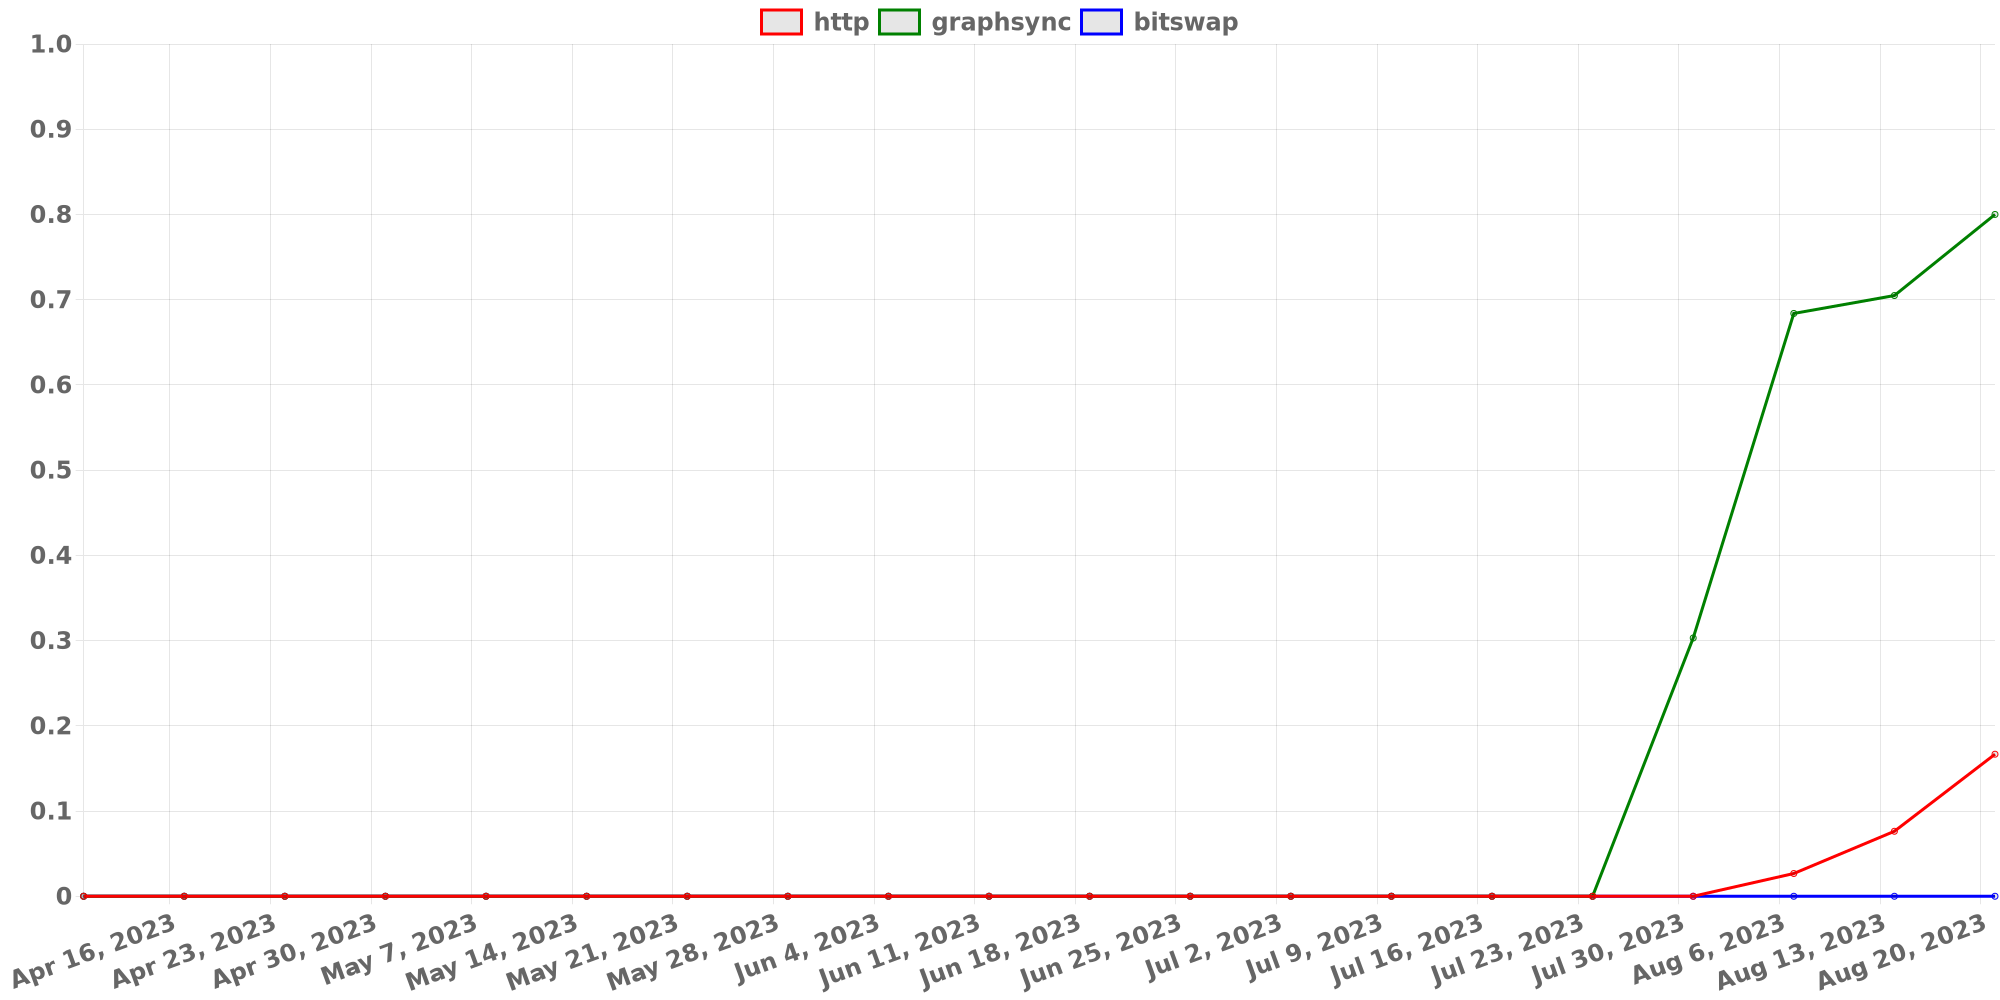 http graphsync bitswap
1.0
0.9
0.8
0.7
0.6
0.5
0.4
0.3
0.2
0.1
0
Apr 16, 2023
Apr 23, 2023
Apr 30, 2023
May 7, 2023
May 14, 2023
May 21, 2023
May 28, 2023
Jun 4, 2023
Jun 11, 2023
Jun 18, 2023
Jun 25, 2023
Jul 2, 2023
Jul 9, 2023
Jul 16, 2023
Jul 23, 2023
Jul 30, 2023
Aug 6, 2023
Aug 13, 2023
Aug 20, 2023